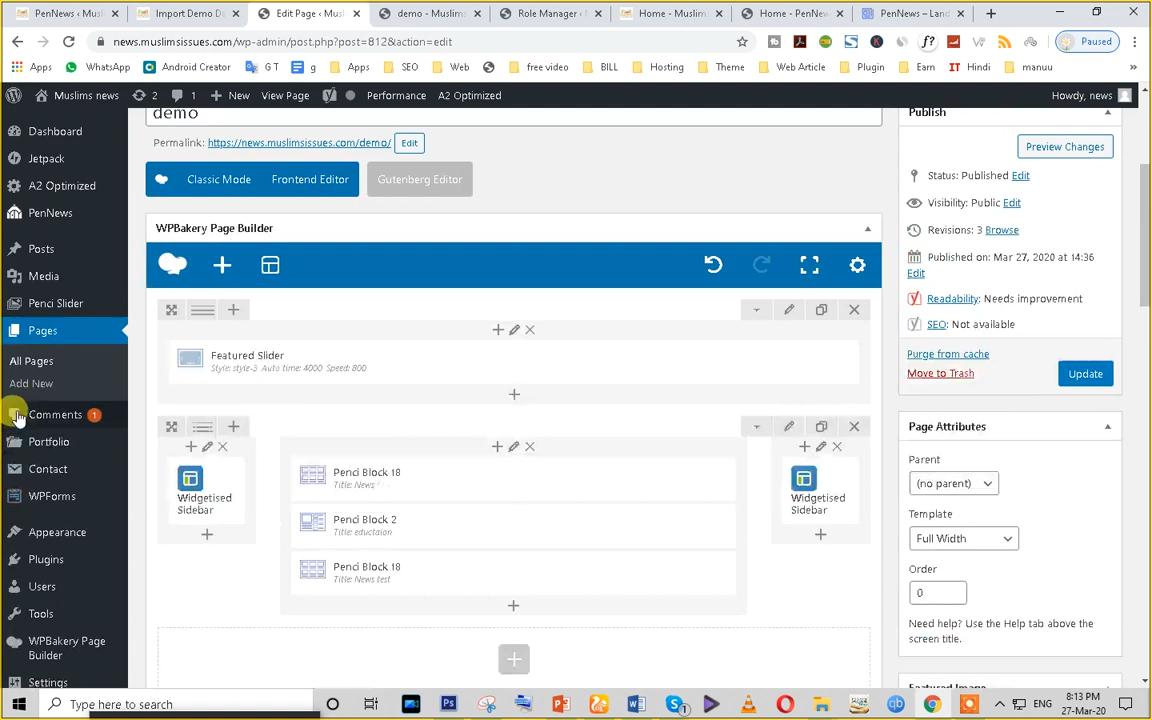 PenNews ‹ Musl
Import Demo D
Edit Page ‹ Mus
demo - Muslims
Role Manager ‹
Home - Muslims
Home - PenNew
PenNews – Land
news.muslimsissues.com/wp-admin/post.php?post=812&action=edit
Paused
Apps
WhatsApp
Android Creator
G T
g
Apps
SEO
Web
free video
BILL
Hosting
Theme
Web Article
Plugin
Earn
IT Hindi
manuu
»
Muslims news
2
1
New
View Page
Performance
A2 Optimized
Howdy, news
Dashboard
Jetpack
A2 Optimized
PenNews
Posts
Media
Penci Slider
Pages
All Pages
Add New
Comments 1
Portfolio
Contact
WPForms
Appearance
Plugins
Users
Tools
WPBakery Page
Builder
Settings
demo
Permalink: https://news.muslimsissues.com/demo/ Edit
Classic Mode
Frontend Editor
Gutenberg Editor
WPBakery Page Builder
Featured Slider
Style: style-3 Auto time: 4000 Speed: 800
Widgetised
Sidebar
Penci Block 18
Title: News
Penci Block 2
Title: eductaion
Penci Block 18
Title: News test
Widgetised
Sidebar
Publish
Preview Changes
Status: Published Edit
Visibility: Public Edit
Revisions: 3 Browse
Published on: Mar 27, 2020 at 14:36
Edit
Readability: Needs improvement
SEO: Not available
Purge from cache
Move to Trash
Update
Page Attributes
Parent
(no parent)
Template
Full Width
Order
0
Need help? Use the Help tab above the
screen title.
Featured Image
Type here to search
ENG
8:13 PM
27-Mar-20